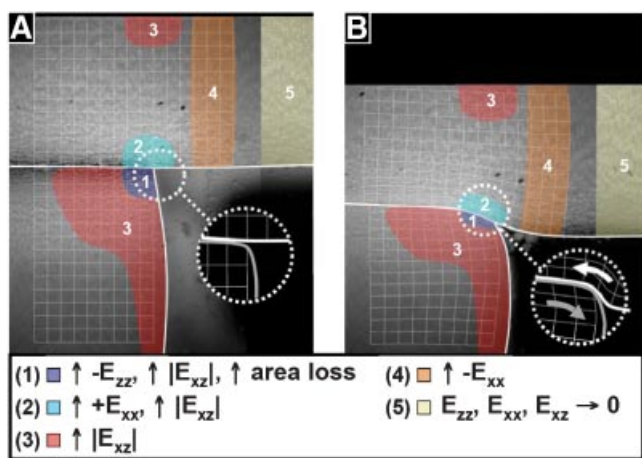 A
B
3
3
4
5
4
5
2
2
1
1
3
3
(1) ↑ -Ezz, ↑ |Exz|, ↑ area loss
(2) ↑ +Exx, ↑ |Exz|
(3) ↑ |Exz|
(4) ↑ -Exx
(5) Ezz, Exx, Exz → 0